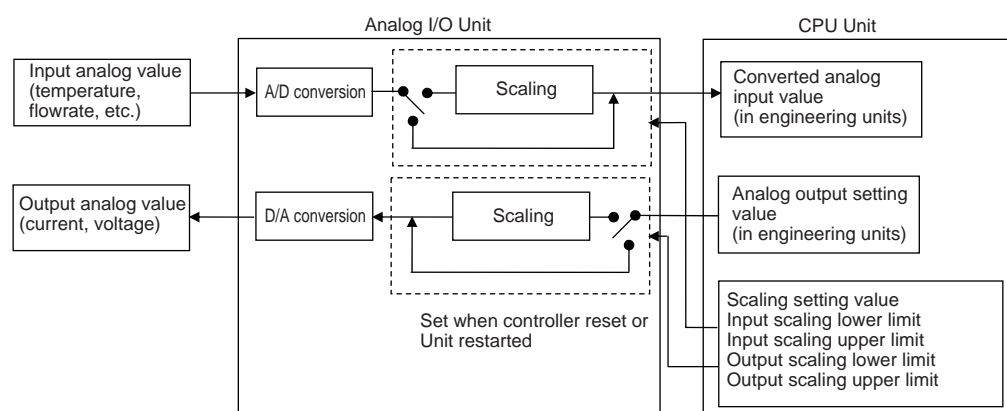 Analog I/O Unit
CPU Unit
Input analog value
(temperature,
flowrate, etc.)
A/D conversion
Scaling
Converted analog
input value
(in engineering units)
Output analog value
(current, voltage)
D/A conversion
Scaling
Analog output setting
value
(in engineering units)
Set when controller reset or
Unit restarted
Scaling setting value
Input scaling lower limit
Input scaling upper limit
Output scaling lower limit
Output scaling upper limit